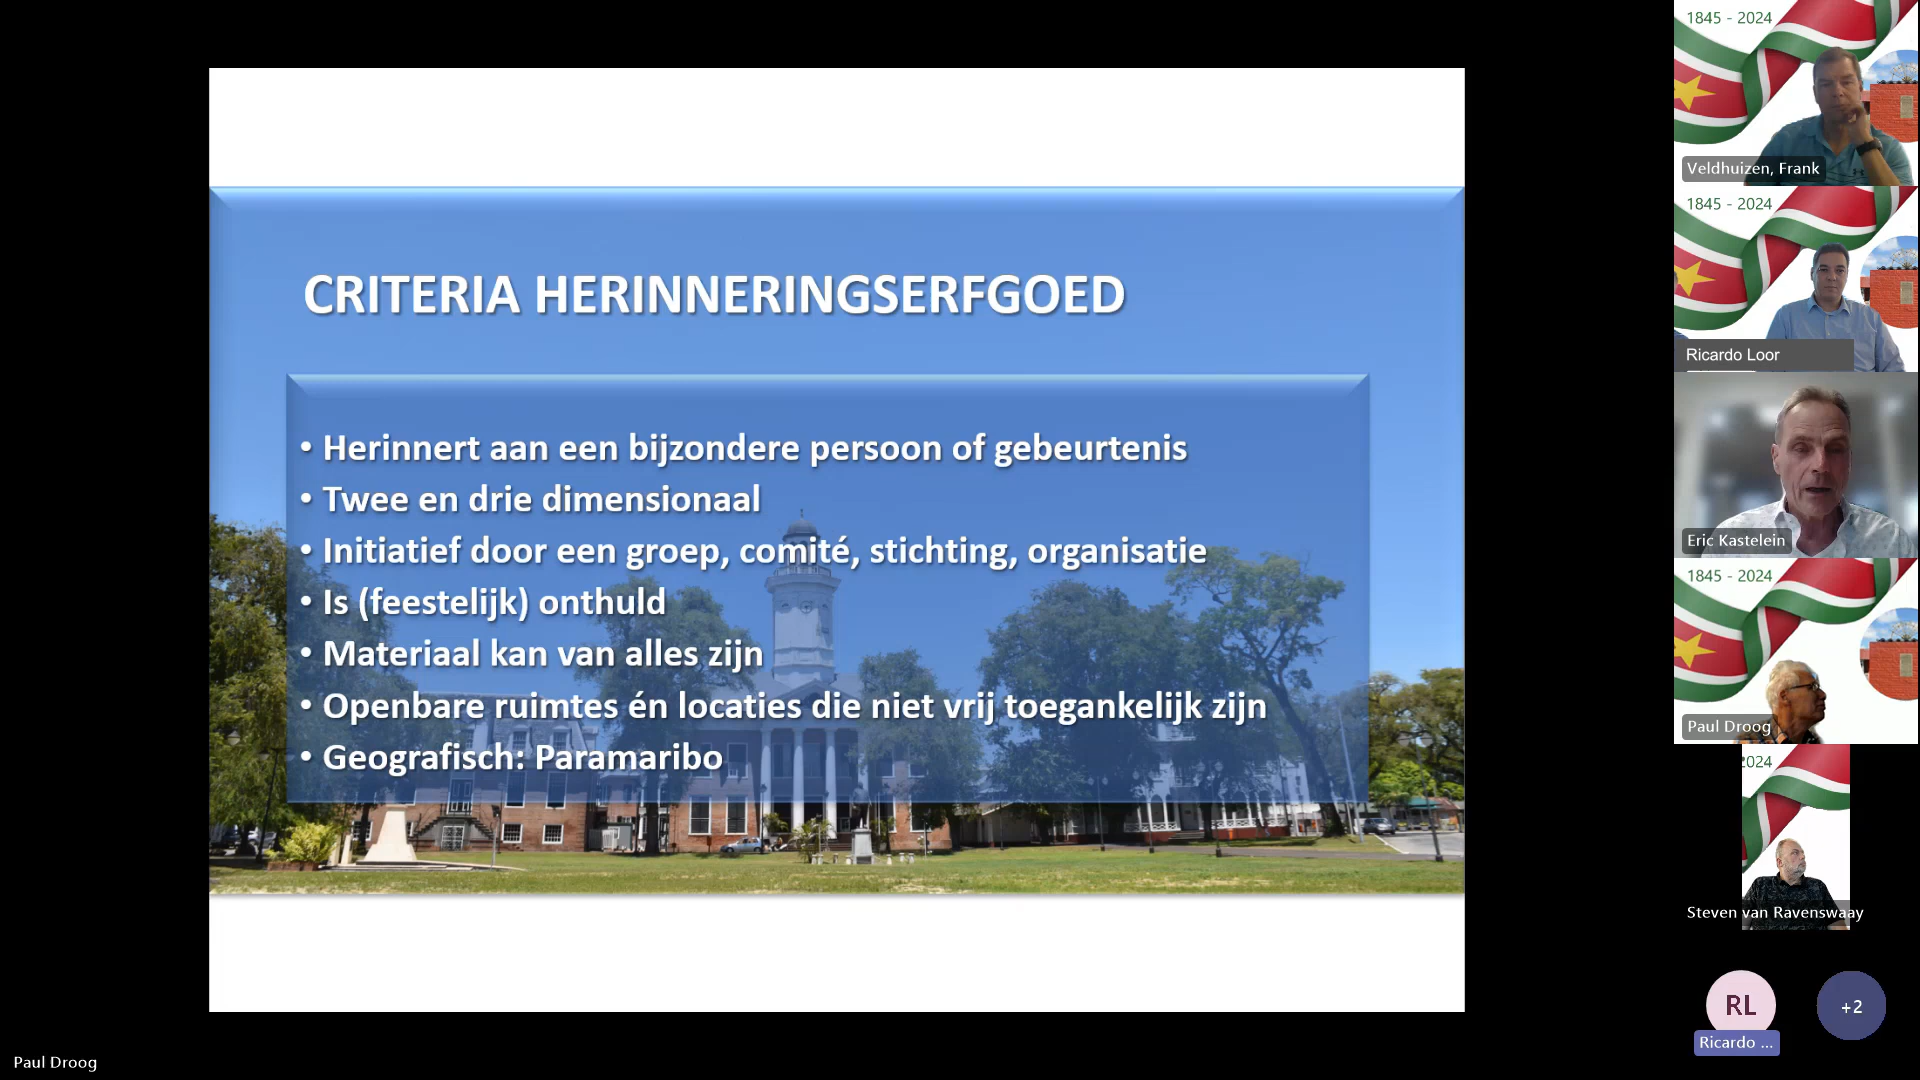 CRITERIA HERINNERINGSERFGOED
• Herinnert aan een bijzondere persoon of gebeurtenis
• Twee en drie dimensionaal
• Initiatief door een groep, comité, stichting, organisatie
• Is (feestelijk) onthuld
• Materiaal kan van alles zijn
• Openbare ruimtes én locaties die niet vrij toegankelijk zijn
• Geografisch: Paramaribo
Paul Droog
1845 - 2024
Veldhuizen, Frank
1845 - 2024
Ricardo Loor
Eric Kastelein
1845 - 2024
Paul Droog
2024
Steven van Ravenswaay
RL
Ricardo ...
+2